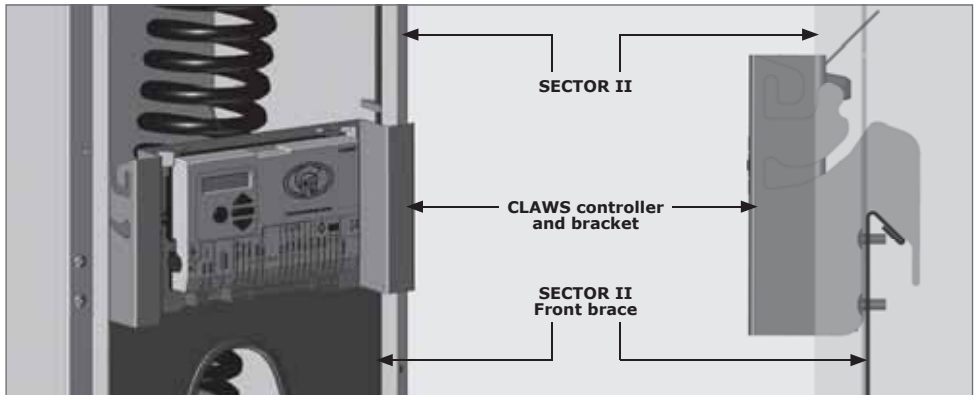 SECTOR II
CLAWS controller
and bracket
SECTOR II
Front brace